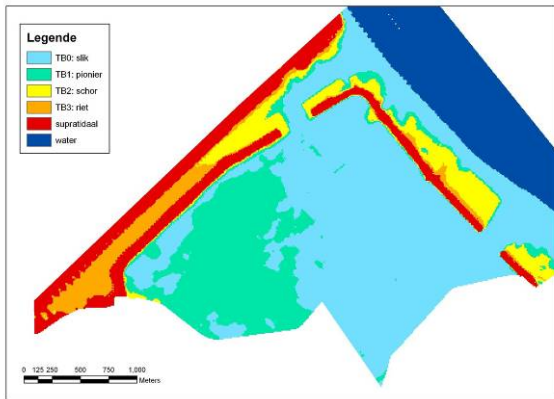 Legende
TB0: slik
TB1: pionier
TB2: schor
TB3: riet
supratidaal
water
0 125 250 500 750 1,000
Meters